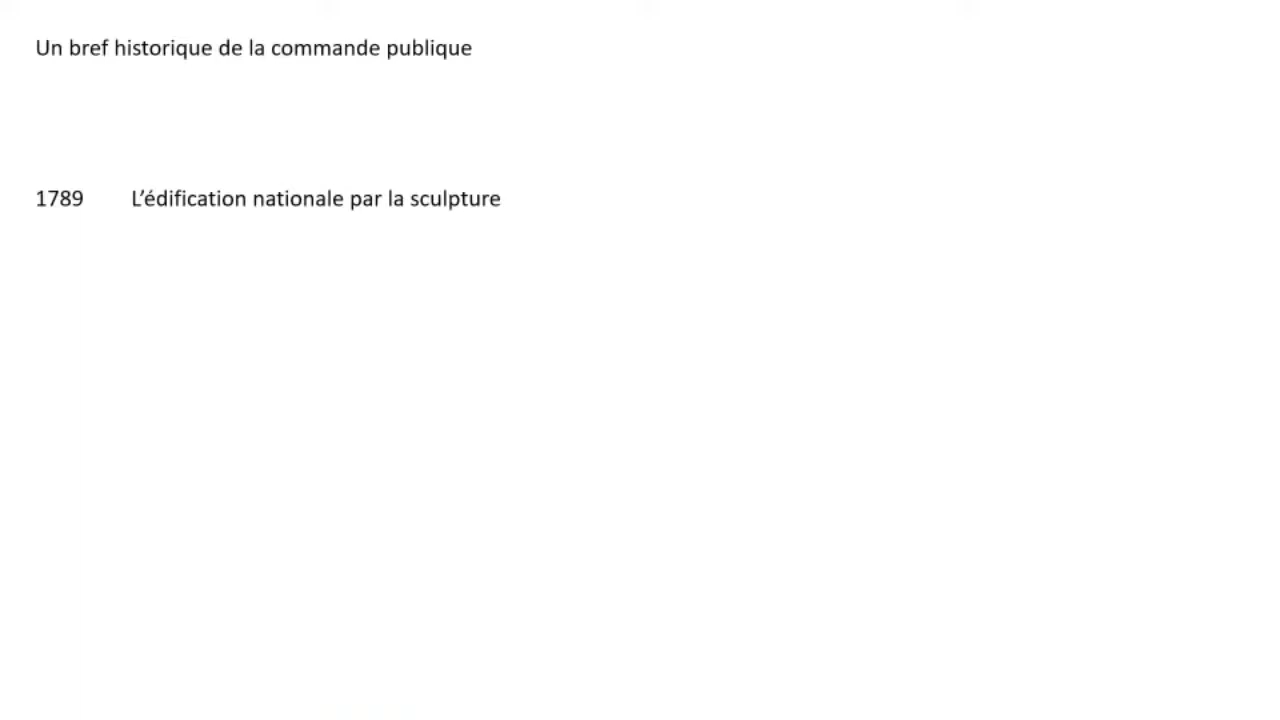 Un bref historique de la commande publique
1789 L’édification nationale par la sculpture